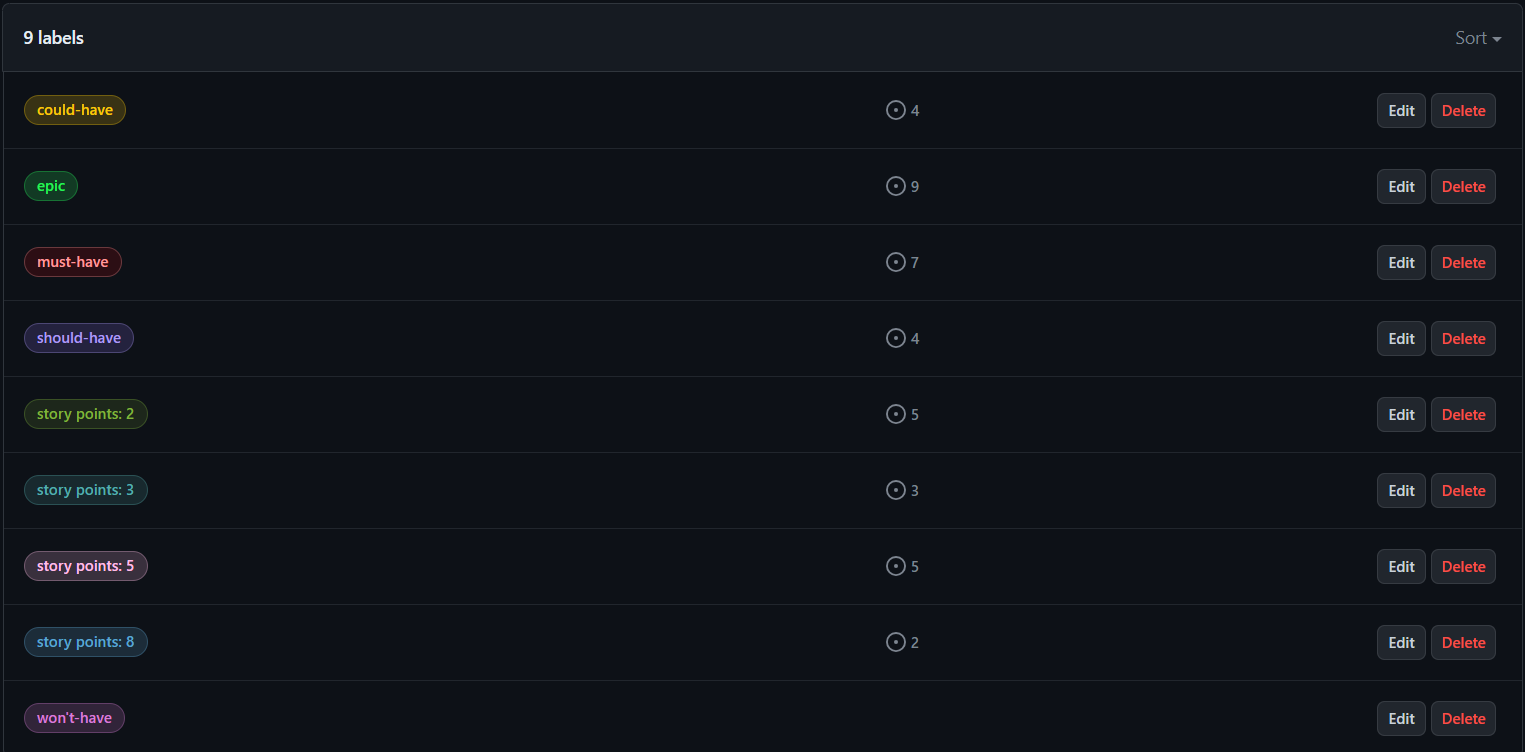 9 labels Sort
could-have 4 Edit Delete
epic 9 Edit Delete
must-have 7 Edit Delete
should-have 4 Edit Delete
story points: 2 5 Edit Delete
story points: 3 3 Edit Delete
story points: 5 5 Edit Delete
story points: 8 2 Edit Delete
won't-have Edit Delete